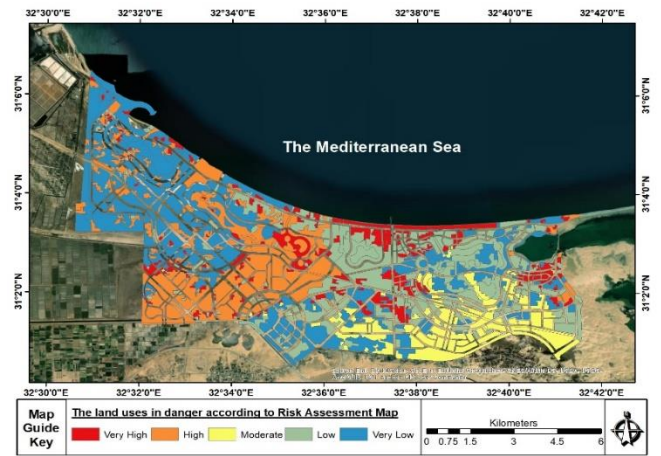 32°30'0"E 32°32'0"E 32°34'0"E 32°36'0"E 32°38'0"E 32°40'0"E 32°42'0"E
31°6'0"N 31°6'0"N
The Mediterranean Sea
31°4'0"N 31°4'0"N
31°2'0"N 31°2'0"N
32°30'0"E 32°32'0"E 32°34'0"E 32°36'0"E 32°38'0"E 32°40'0"E 32°42'0"E
Map Guide Key
The land uses in danger according to Risk Assessment Map
Very High High Moderate Low Very Low
Kilometers
0 0.75 1.5 3 4.5 6